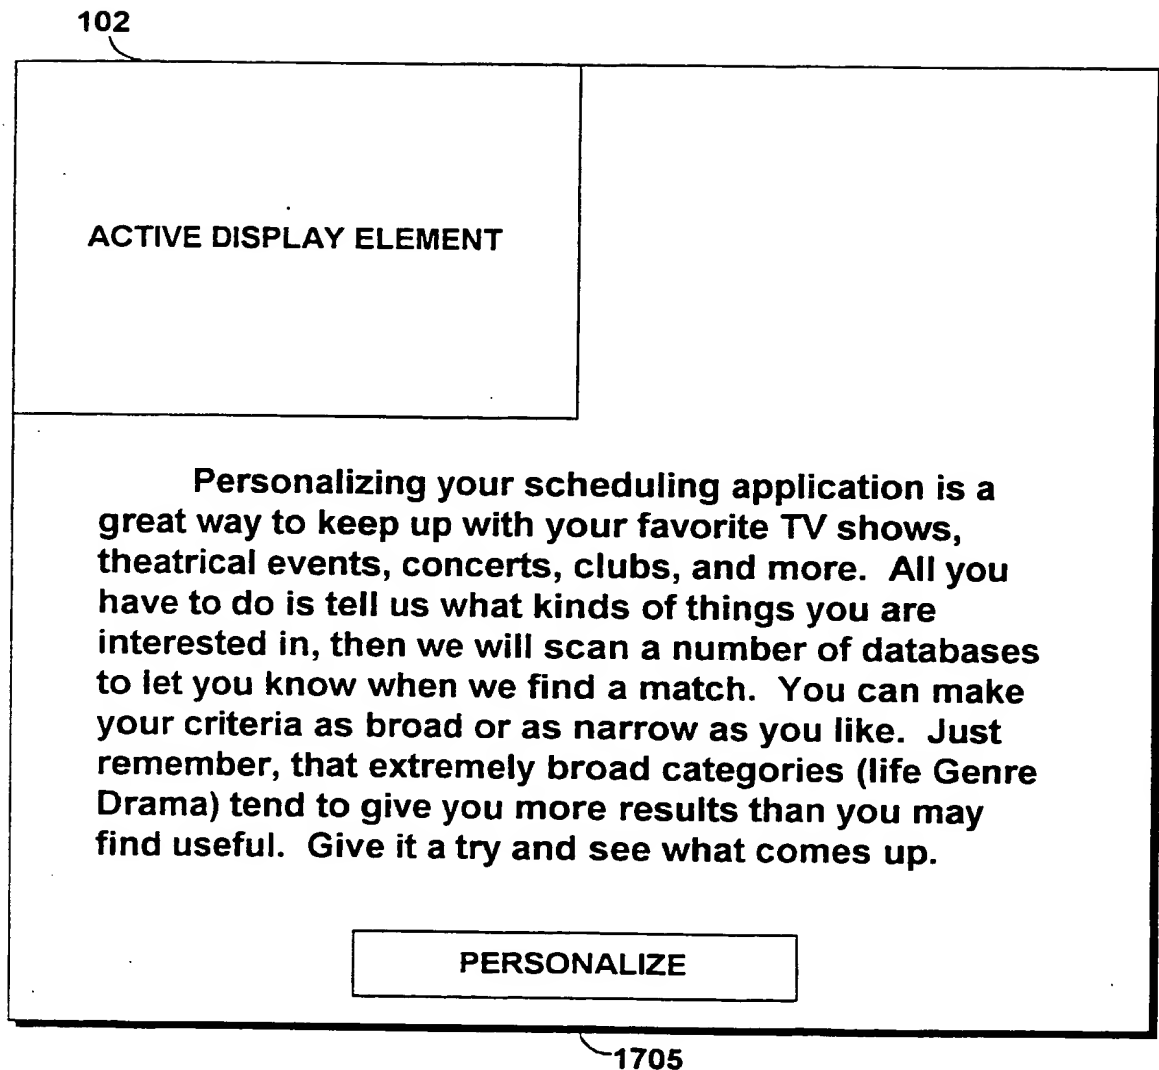 102
ACTIVE DISPLAY ELEMENT
Personalizing your scheduling application is a
great way to keep up with your favorite TV shows,
theatrical events, concerts, clubs, and more. All you
have to do is tell us what kinds of things you are
interested in, then we will scan a number of databases
to let you know when we find a match. You can make
your criteria as broad or as narrow as you like. Just
remember, that extremely broad categories (life Genre
Drama) tend to give you more results than you may
find useful. Give it a try and see what comes up.
PERSONALIZE
1705